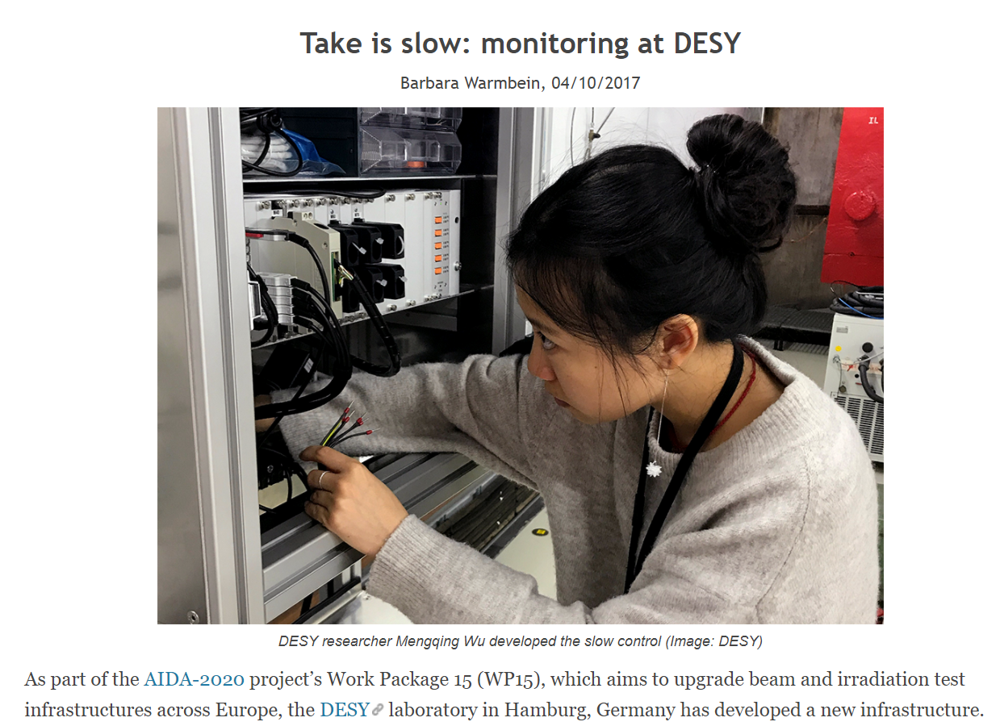 Take is slow: monitoring at DESY
Barbara Warmbein, 04/10/2017
IL
DESY researcher Mengqing Wu developed the slow control (Image: DESY)
As part of the AIDA-2020 project’s Work Package 15 (WP15), which aims to upgrade beam and irradiation test
infrastructures across Europe, the DESY laboratory in Hamburg, Germany has developed a new infrastructure.